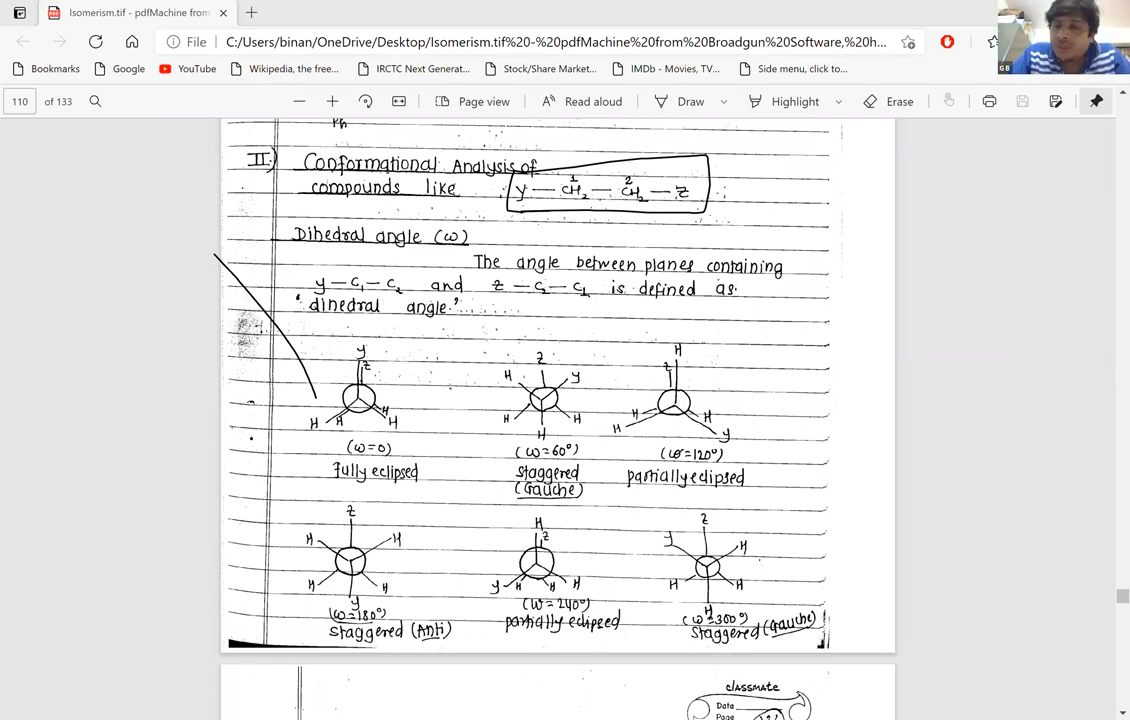 Isomerism.tif - pdfMachine from
File C:/Users/binan/OneDrive/Desktop/Isomerism.tif%20-%20pdfMachine%20from%20Broadgun%20Software,%20h...
Bookmarks Google YouTube Wikipedia, the free... IRCTC Next Generat... Stock/Share Market... IMDb - Movies, TV... Side menu, click to...
110 of 133 Page view Read aloud Draw Highlight Erase
G B
Ph
II) Conformational Analysis of
compounds like y — CH₂ — CH₂ — Z
1 2
Dihedral angle (ω)
The angle between planes containing
y — C₁ — C₂ and z — C₂ — C₁ is defined as
'dihedral angle.'
y
z
H H H H
(ω=0)
Fully eclipsed
z
H y
H H
H
(ω=60°)
staggered
(Gauche)
H
z
H H
H y
(ω=120°)
partially eclipsed
z
H H
H H
y
(ω=180°)
staggered (Anti)
H
z
y H H H
(ω=240°)
partially eclipsed
z
y H
H H
H
(ω=300°)
staggered (Gauche)
classmate
Date
Page